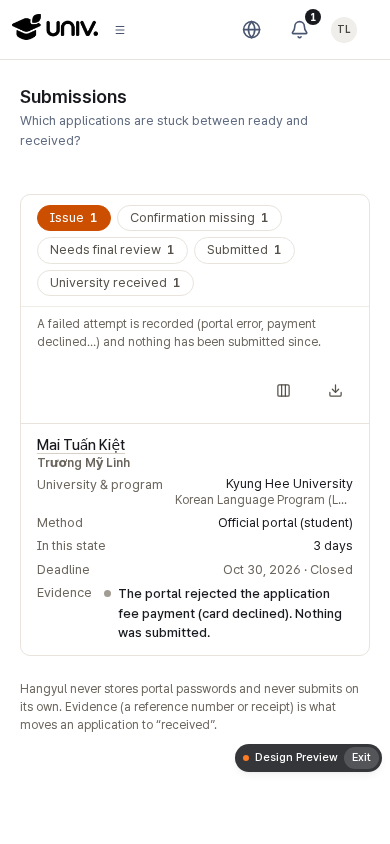 UNIV.
1
TL
Submissions
Which applications are stuck between ready and
received?
Issue 1
Confirmation missing 1
Needs final review 1
Submitted 1
University received 1
A failed attempt is recorded (portal error, payment
declined…) and nothing has been submitted since.
Mai Tuấn Kiệt
Trương Mỹ Linh
University & program
Kyung Hee University
Korean Language Program (L...
Method
Official portal (student)
In this state
3 days
Deadline
Oct 30, 2026 · Closed
Evidence
The portal rejected the application
fee payment (card declined). Nothing
was submitted.
Hangyul never stores portal passwords and never submits on
its own. Evidence (a reference number or receipt) is what
moves an application to “received”.
Design Preview
Exit